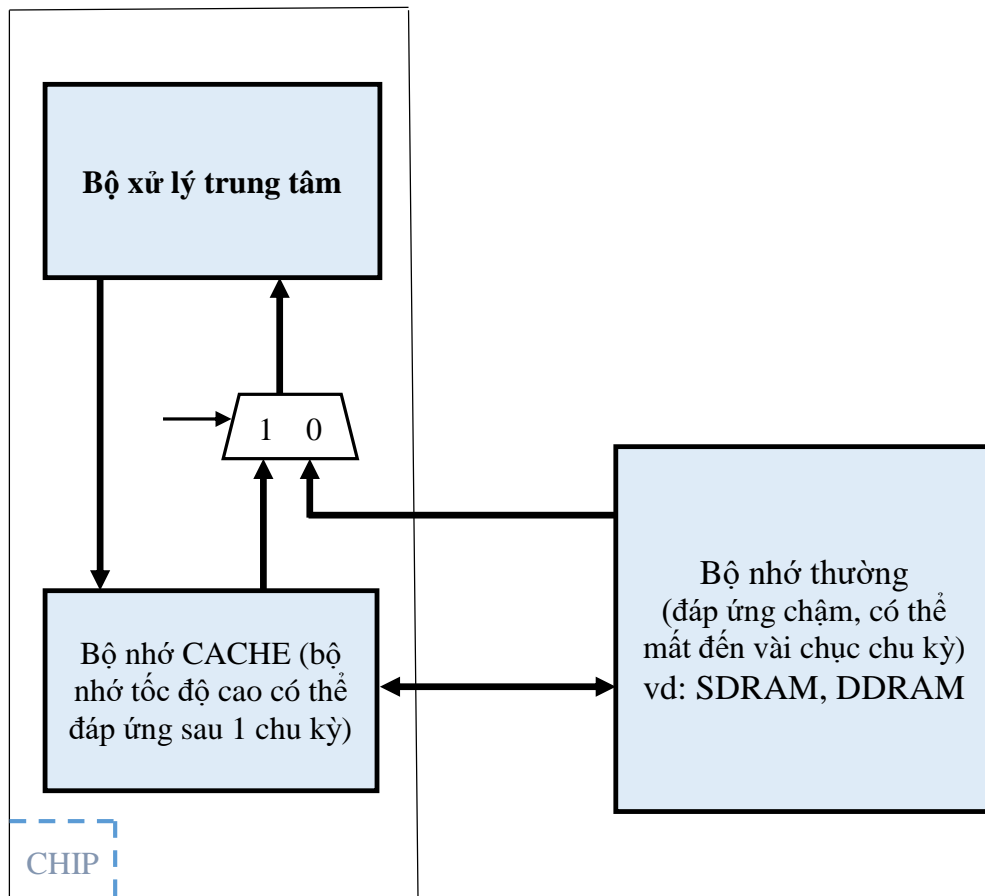 Bộ xử lý trung tâm
1 0
Bộ nhớ thường
(đáp ứng chậm, có thể
mất đến vài chục chu kỳ)
vd: SDRAM, DDRAM
Bộ nhớ CACHE (bộ
nhớ tốc độ cao có thể
đáp ứng sau 1 chu kỳ)
CHIP